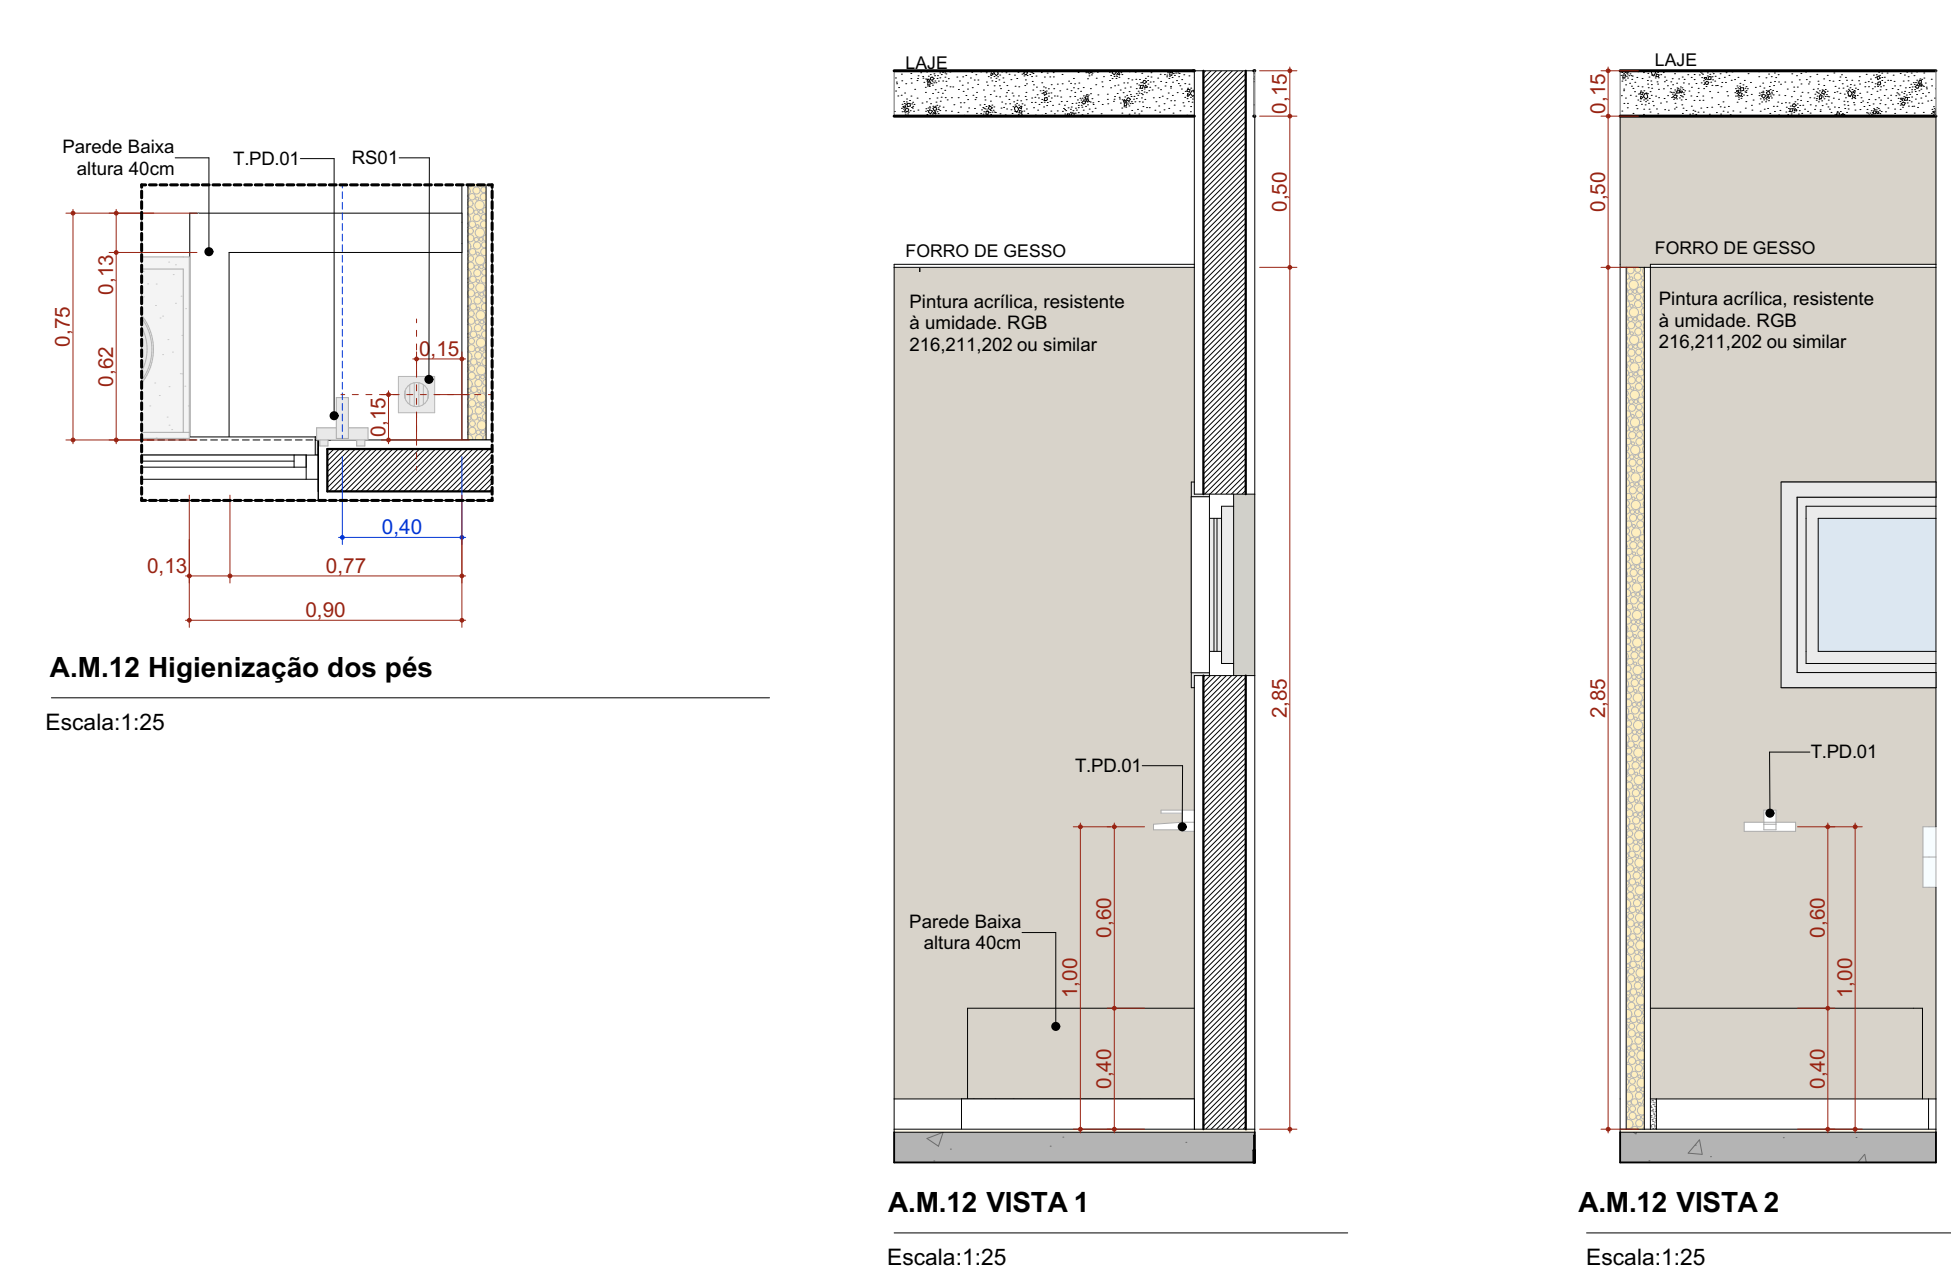 Parede Baixa
altura 40cm
T.PD.01
RS01
0,75
0,13
0,62
0,15
0,15
0,40
0,13
0,77
0,90
A.M.12 Higienização dos pés
Escala:1:25
LAJE
0,15
0,50
FORRO DE GESSO
Pintura acrílica, resistente
à umidade. RGB
216,211,202 ou similar
2,85
T.PD.01
Parede Baixa
altura 40cm
0,60
1,00
0,40
A.M.12 VISTA 1
Escala:1:25
LAJE
0,15
0,50
FORRO DE GESSO
Pintura acrílica, resistente
à umidade. RGB
216,211,202 ou similar
2,85
T.PD.01
0,60
1,00
0,40
A.M.12 VISTA 2
Escala:1:25